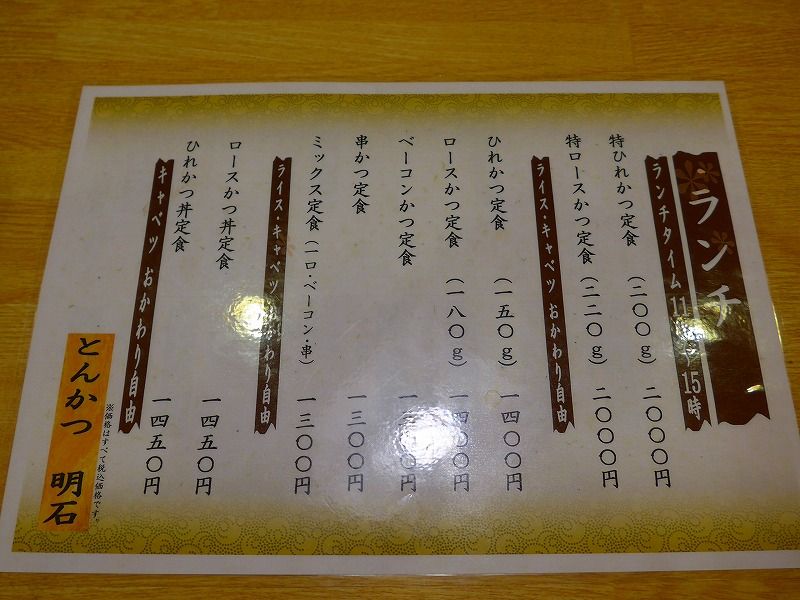 ランチ
ランチタイム11 15時
特ひれかつ定食（二〇〇ｇ）二〇〇〇円
特ロースかつ定食（二二〇ｇ）二〇〇〇円
ライス・キャベツ おかわり自由
ひれかつ定食（一五〇ｇ）一四〇〇円
ロースかつ定食（一八〇ｇ）一四〇〇円
ベーコンかつ定食 〇〇円
串かつ定食 一三〇〇円
ミックス定食（一口・ベーコン・串）一三〇〇円
ライス・キャベツ わり自由
ロースかつ丼定食 一四五〇円
ひれかつ丼定食 一四五〇円
キャベツ おかわり自由
※価格はすべて税込価格です。
とんかつ 明石